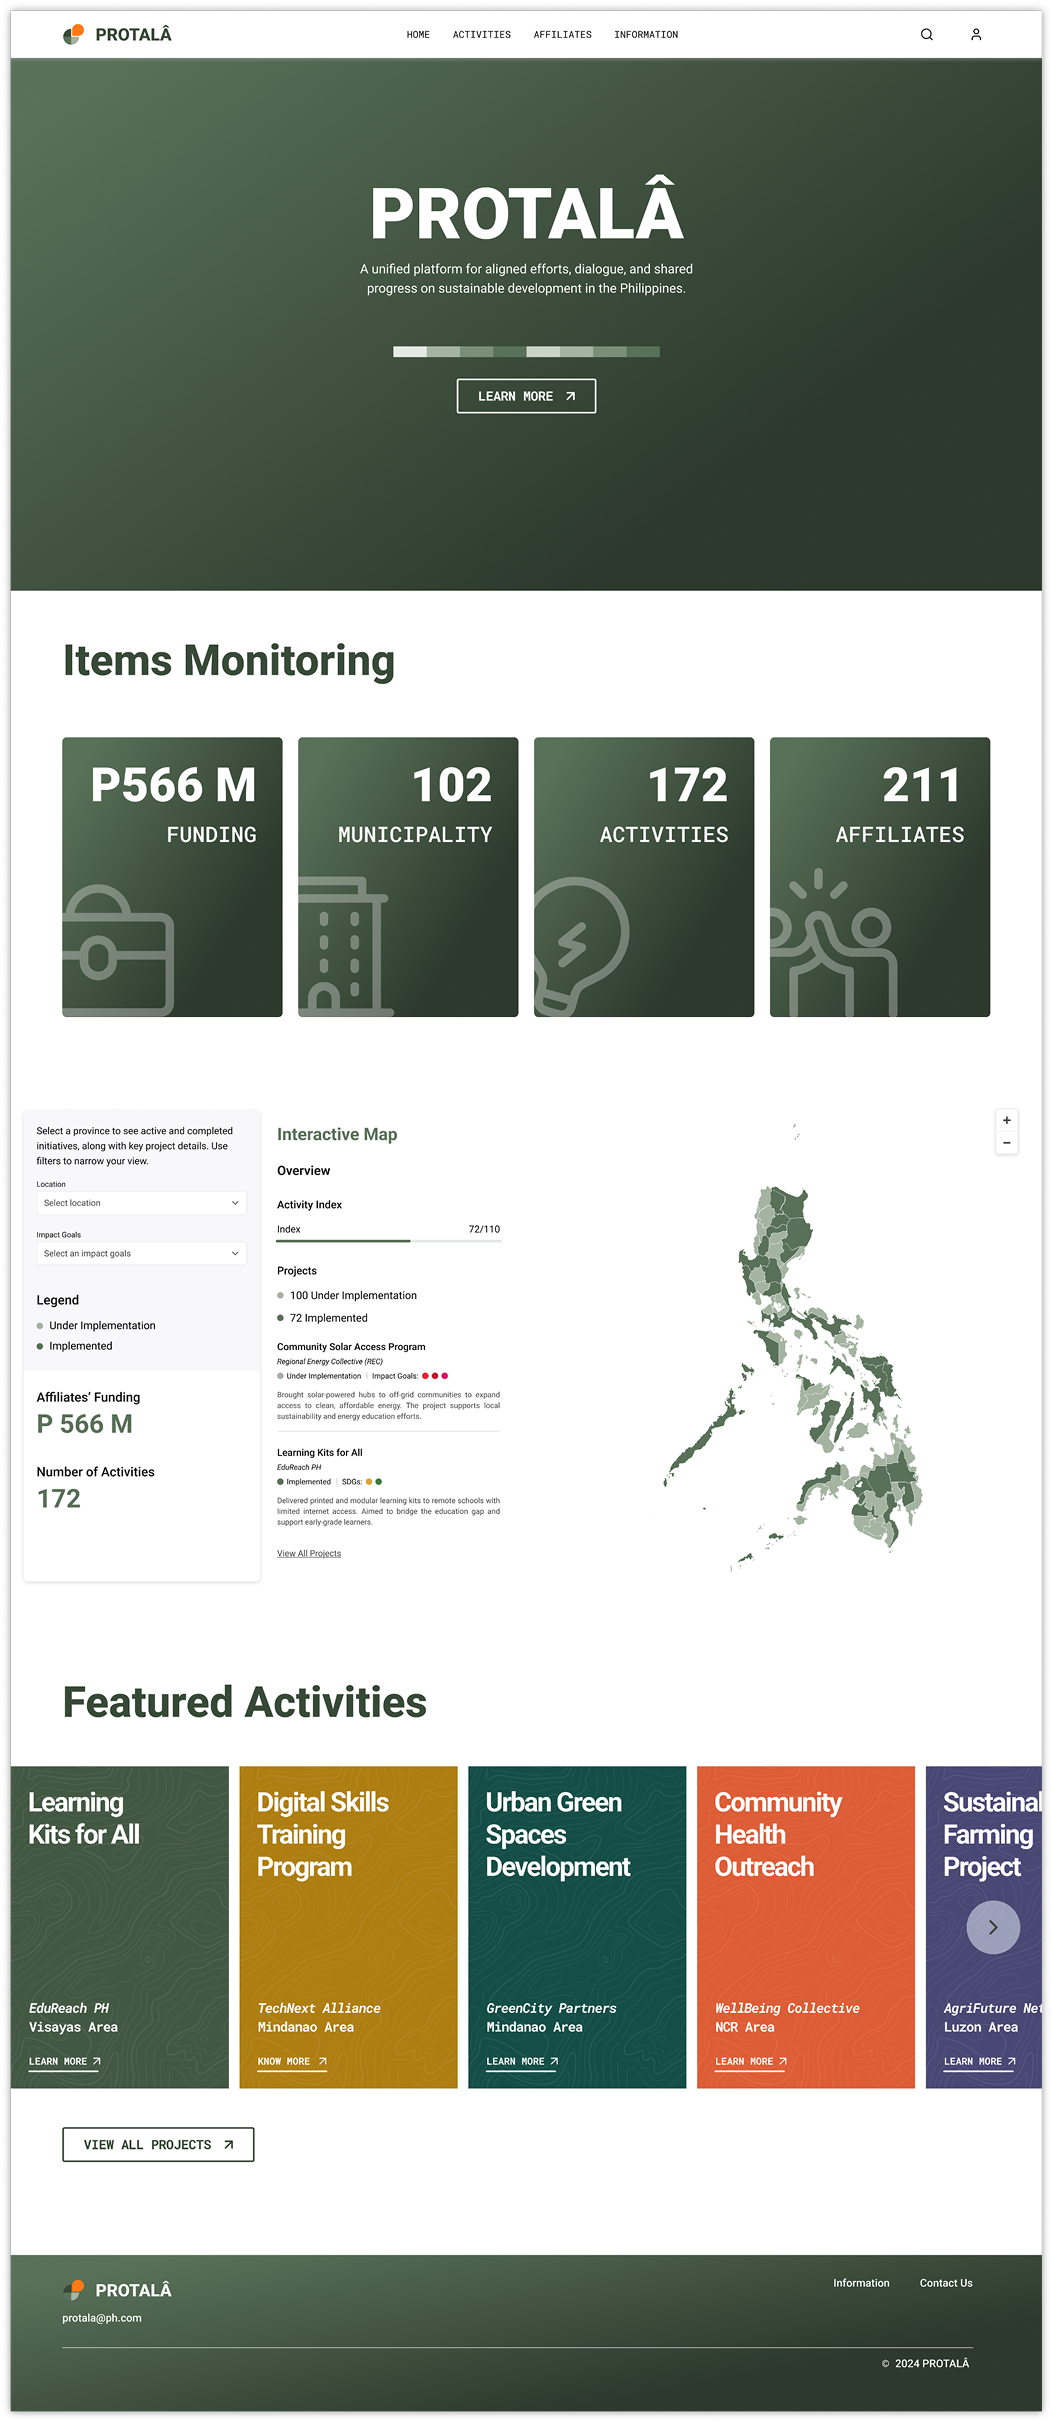 PROTALÂ
HOME ACTIVITIES AFFILIATES INFORMATION
PROTALÂ
A unified platform for aligned efforts, dialogue, and shared
progress on sustainable development in the Philippines.
LEARN MORE
Items Monitoring
P566 M
FUNDING
102
MUNICIPALITY
172
ACTIVITIES
211
AFFILIATES
Select a province to see active and completed
initiatives, along with key project details. Use
filters to narrow your view.
Location
Select location
Impact Goals
Select an impact goals
Legend
Under Implementation
Implemented
Affiliates' Funding
P 566 M
Number of Activities
172
Interactive Map
Overview
Activity Index
Index 72/110
Projects
100 Under Implementation
72 Implemented
Community Solar Access Program
Regional Energy Collective (REC)
Under Implementation | Impact Goals:
Brought solar-powered hubs to off-grid communities to expand
access to clean, affordable energy. The project supports local
sustainability and energy education efforts.
Learning Kits for All
EduReach PH
Implemented | SDGs:
Delivered printed and modular learning kits to remote schools with
limited internet access. Aimed to bridge the education gap and
support early-grade learners.
View All Projects
+
−
Featured Activities
Learning
Kits for All
EduReach PH
Visayas Area
LEARN MORE
Digital Skills
Training
Program
TechNext Alliance
Mindanao Area
KNOW MORE
Urban Green
Spaces
Development
GreenCity Partners
Mindanao Area
LEARN MORE
Community
Health
Outreach
WellBeing Collective
NCR Area
LEARN MORE
Sustainal
Farming
Project
AgriFuture Net
Luzon Area
LEARN MORE
VIEW ALL PROJECTS
PROTALÂ
protala@ph.com
Information Contact Us
© 2024 PROTALÂ